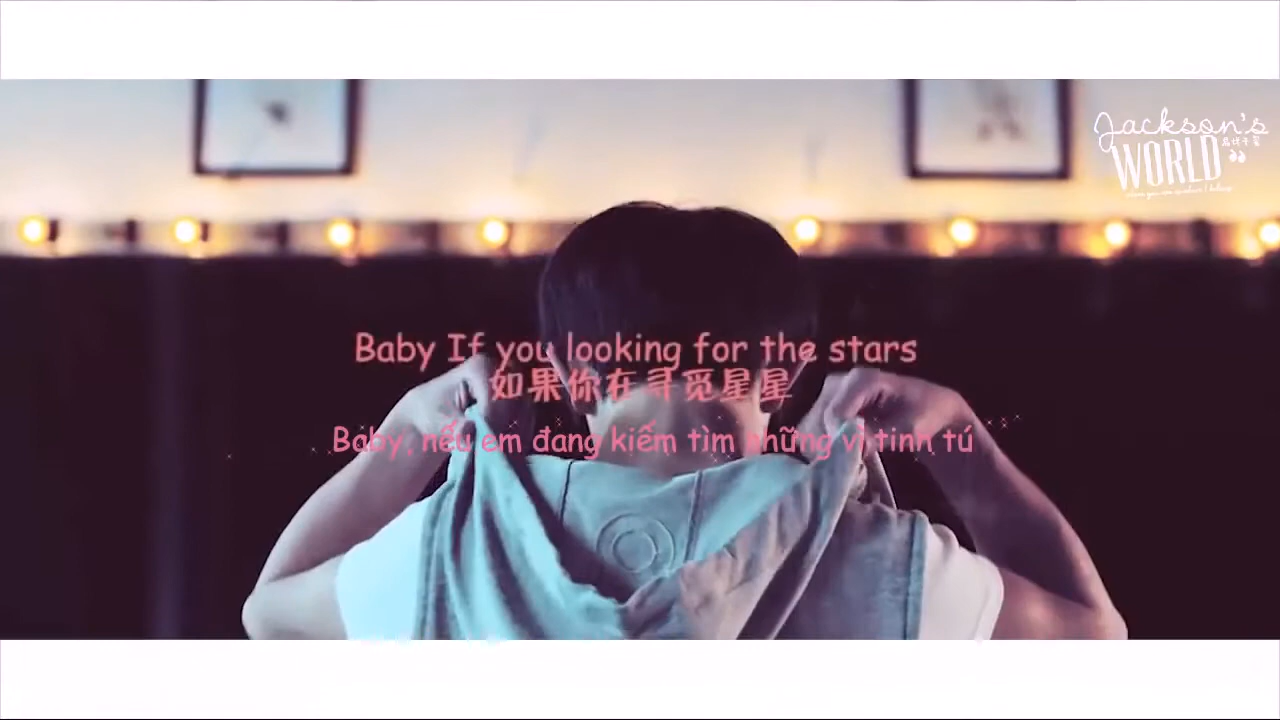 Jackson's
WORLD
Baby If you looking for the stars
如果你在寻觅星星
Baby, nếu em đang kiếm tìm những vì tinh tú